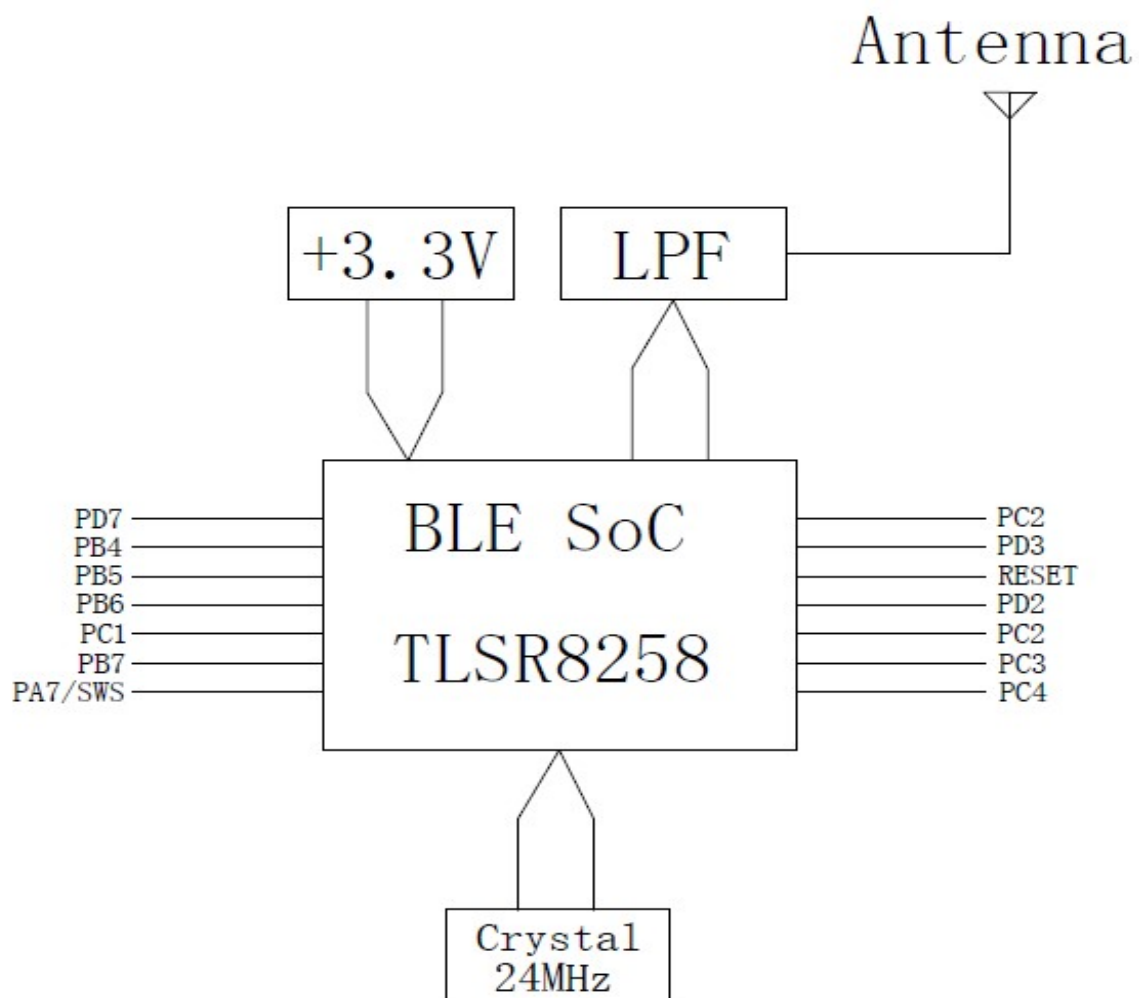 Antenna
+3.3V
LPF
BLE SoC
TLSR8258
PD7
PB4
PB5
PB6
PC1
PB7
PA7/SWS
PC2
PD3
RESET
PD2
PC2
PC3
PC4
Crystal
24MHz